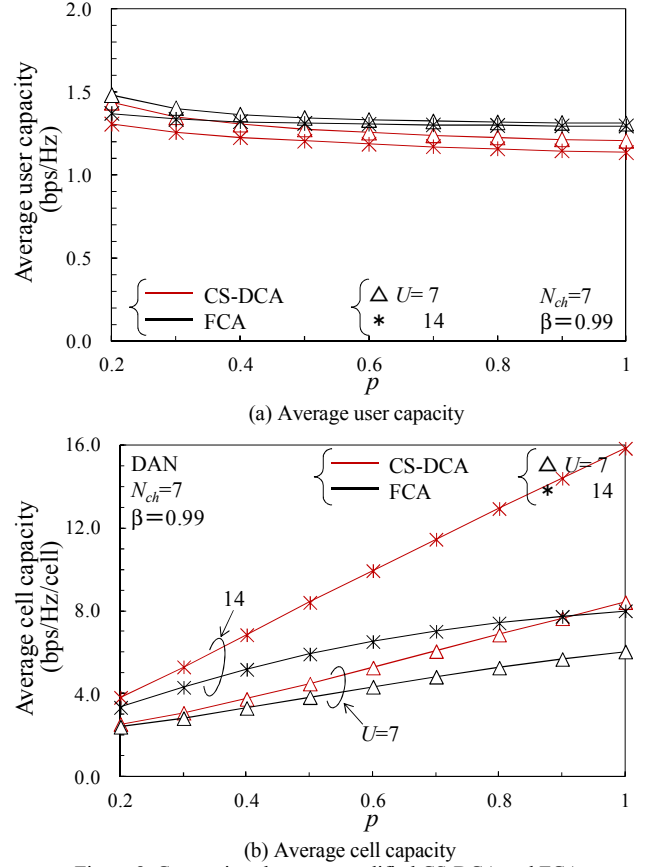 2.0
1.5
1.0
0.5
0.0
Average user capacity
(bps/Hz)
CS-DCA
FCA
U= 7
14
N_ch=7
β=0.99
0.2 0.4 0.6 0.8 1
p
(a) Average user capacity
16.0
12.0
8.0
4.0
0.0
Average cell capacity
(bps/Hz/cell)
DAN
N_ch=7
β=0.99
CS-DCA
FCA
U= 7
14
14
U=7
0.2 0.4 0.6 0.8 1
p
(b) Average cell capacity